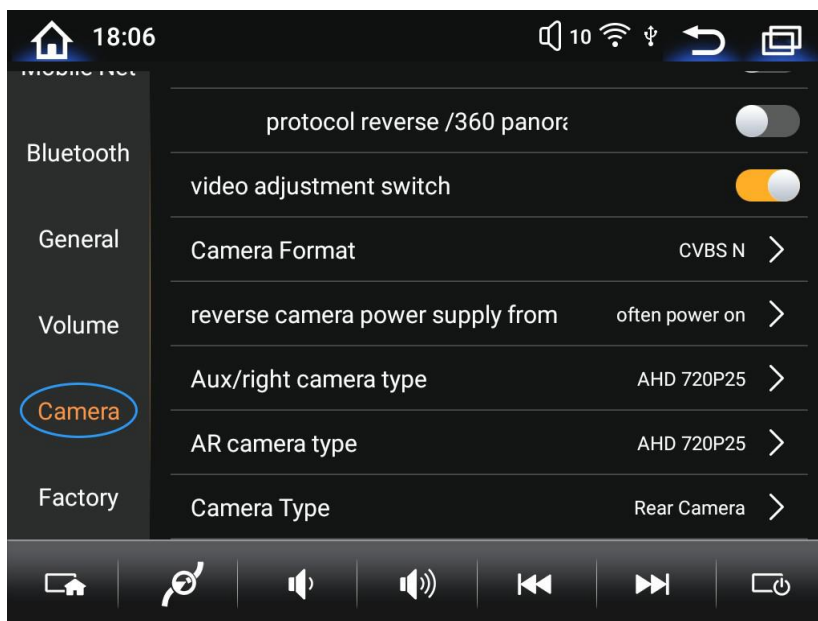 18:06
10
Mobile Net
protocol reverse /360 panora
Bluetooth
video adjustment switch
General
Camera Format
CVBS N
Volume
reverse camera power supply from
often power on
Aux/right camera type
AHD 720P25
Camera
AR camera type
AHD 720P25
Factory
Camera Type
Rear Camera